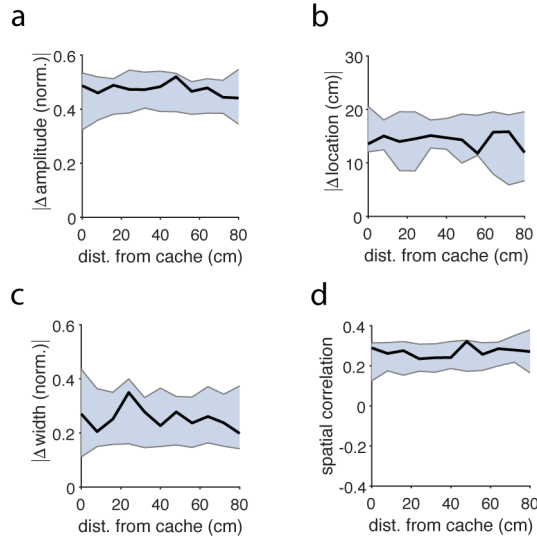 a
|Δ amplitude (norm.)|
0.6
0.4
0.2
0
0 20 40 60 80
dist. from cache (cm)
b
|Δlocation (cm)|
30
20
10
0
0 20 40 60 80
dist. from cache (cm)
c
|Δ width (norm.)|
0.6
0.4
0.2
0
0 20 40 60 80
dist. from cache (cm)
d
spatial correlation
0.4
0.2
0
-0.2
-0.4
0 20 40 60 80
dist. from cache (cm)